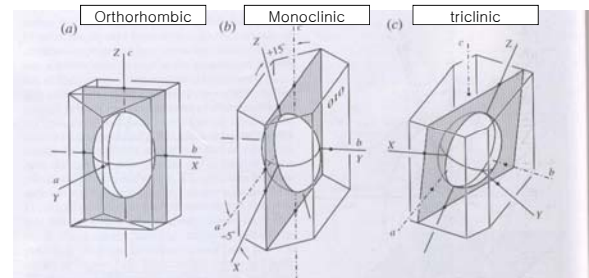 Orthorhombic
Monoclinic
triclinic
(a)
Z
c
b
X
a
Y
(b)
Z
+15°
c
010
b
Y
a
-5°
X
(c)
c
Z
X
b
Y
a